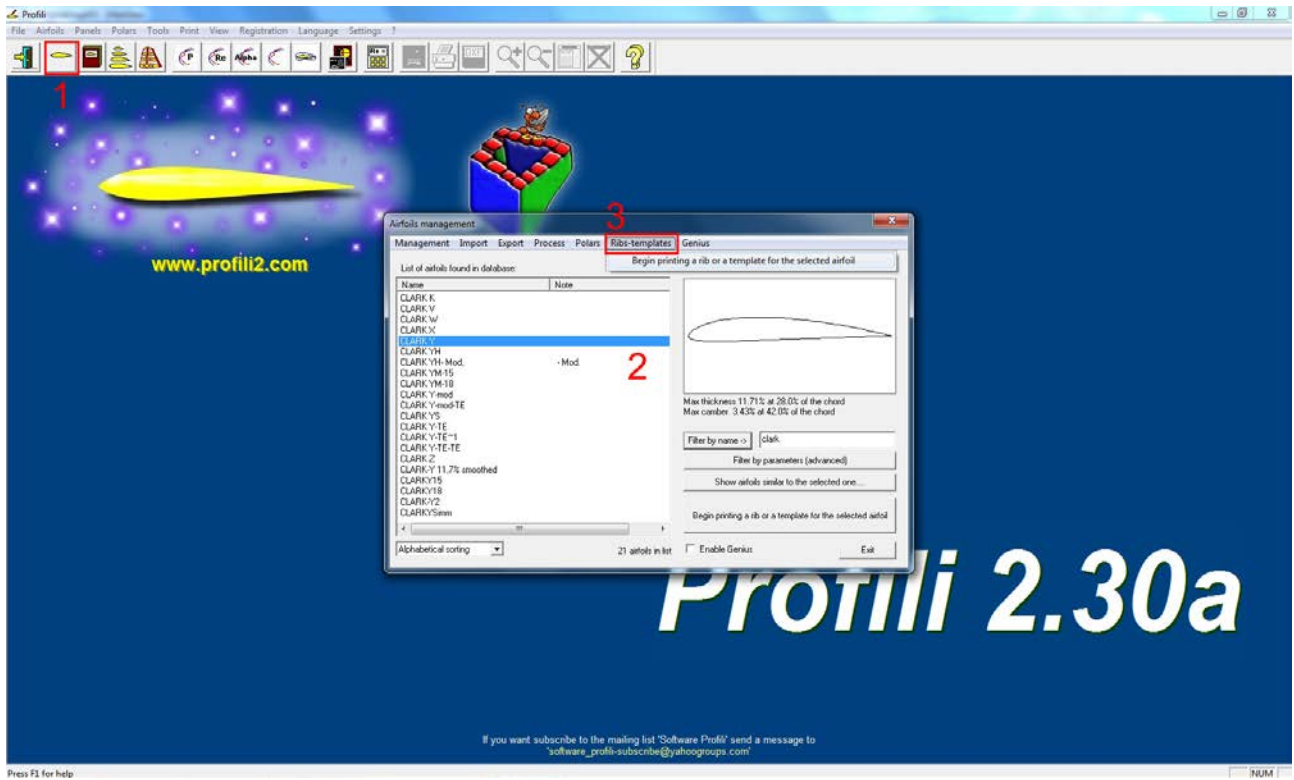 Profili
File Airfoils Panels Polars Tools Print View Registration Language Settings ?
P Re Alpha
Re =
DXF
1
www.profili2.com
3
Airfoils management
Management Import Export Process Polars Ribs-templates Genius
Begin printing a rib or a template for the selected airfoil
List of airfoils found in database:
Name Note
CLARK K
CLARK V
CLARK W
CLARK X
CLARK Y
CLARK YH
CLARK YH- Mod. - Mod.
CLARK YM-15
CLARK YM-18
CLARK Y-mod
CLARK Y-mod-TE
CLARK YS
CLARK Y-TE
CLARK Y-TE~1
CLARK Y-TE-TE
CLARK Z
CLARK-Y 11.7% smoothed
CLARKY15
CLARKY18
CLARKY2
CLARKYSmm
2
Alphabetical sorting
21 airfoils in list
Max thickness 11.71% at 28.0% of the chord
Max camber 3.43% at 42.0% of the chord
Filter by name -> clark
Filter by parameters (advanced)
Show airfoils similar to the selected one...
Begin printing a rib or a template for the selected airfoil
Enable Genius
Exit
Profili 2.30a
If you want subscribe to the mailing list 'Software Profili' send a message to
'software_profili-subscribe@yahoogroups.com'
Press F1 for help
NUM